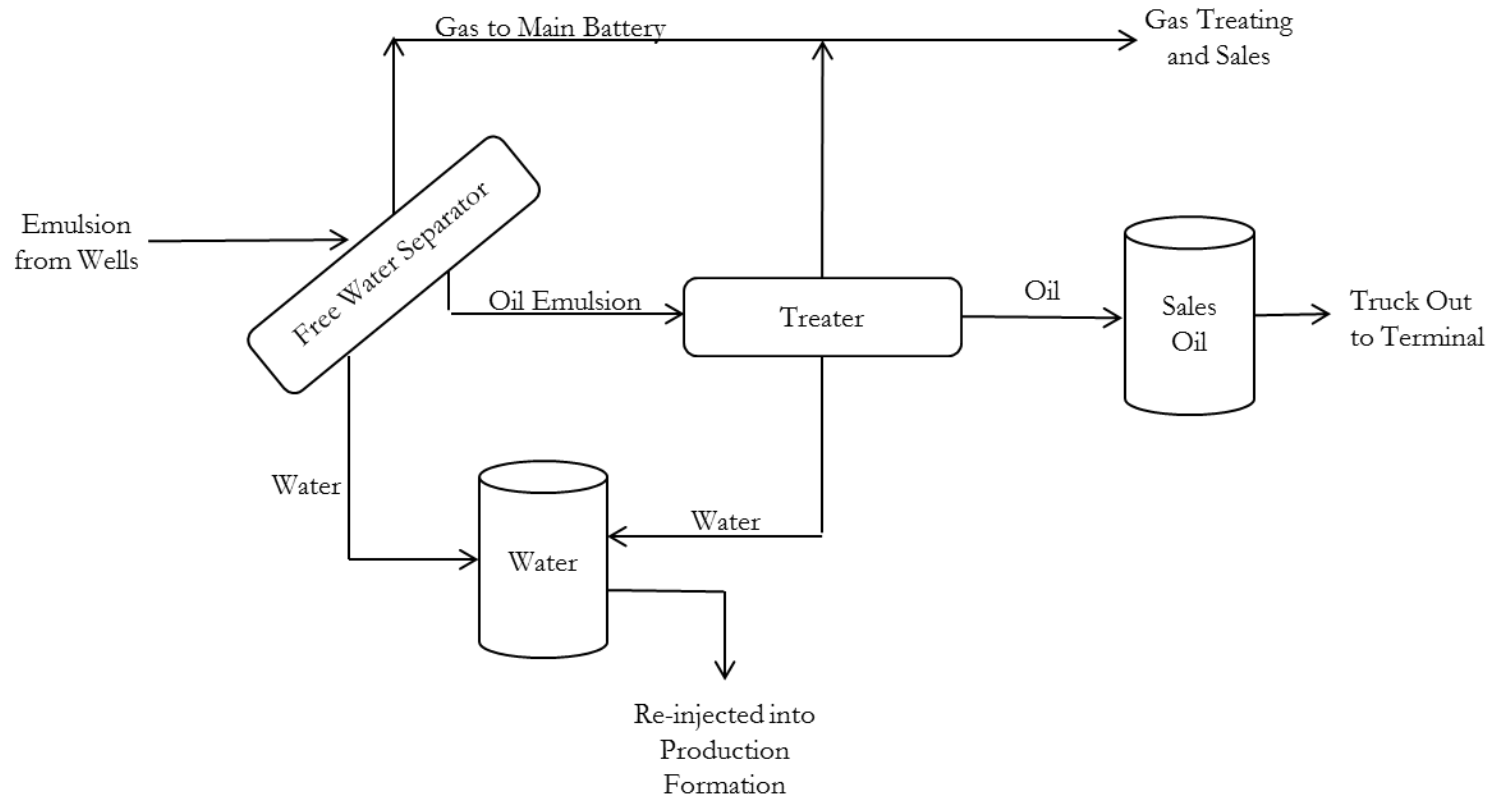 Gas to Main Battery
Gas Treating
and Sales
Emulsion
from Wells
Free Water Separator
Oil Emulsion
Treater
Oil
Sales
Oil
Truck Out
to Terminal
Water
Water
Water
Re-injected into
Production
Formation